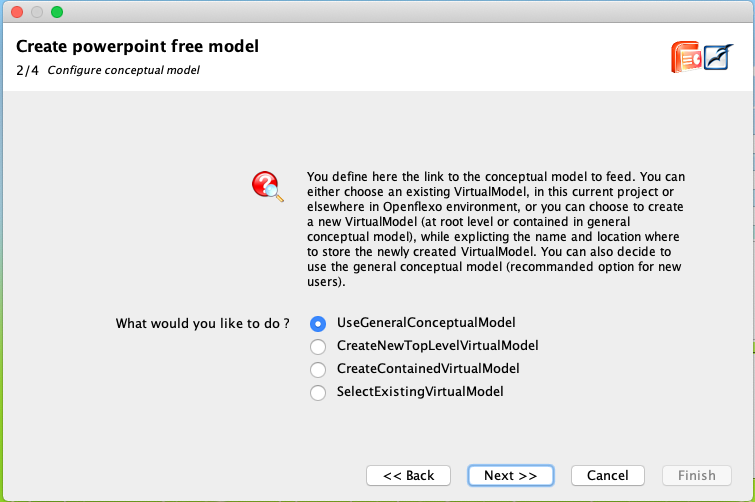 Create powerpoint free model
2/4 Configure conceptual model
You define here the link to the conceptual model to feed. You can
either choose an existing VirtualModel, in this current project or
elsewhere in Openflexo environment, or you can choose to create
a new VirtualModel (at root level or contained in general
conceptual model), while explicting the name and location where
to store the newly created VirtualModel. You can also decide to
use the general conceptual model (recommanded option for new
users).
What would you like to do ?
UseGeneralConceptualModel
CreateNewTopLevelVirtualModel
CreateContainedVirtualModel
SelectExistingVirtualModel
<< Back
Next >>
Cancel
Finish